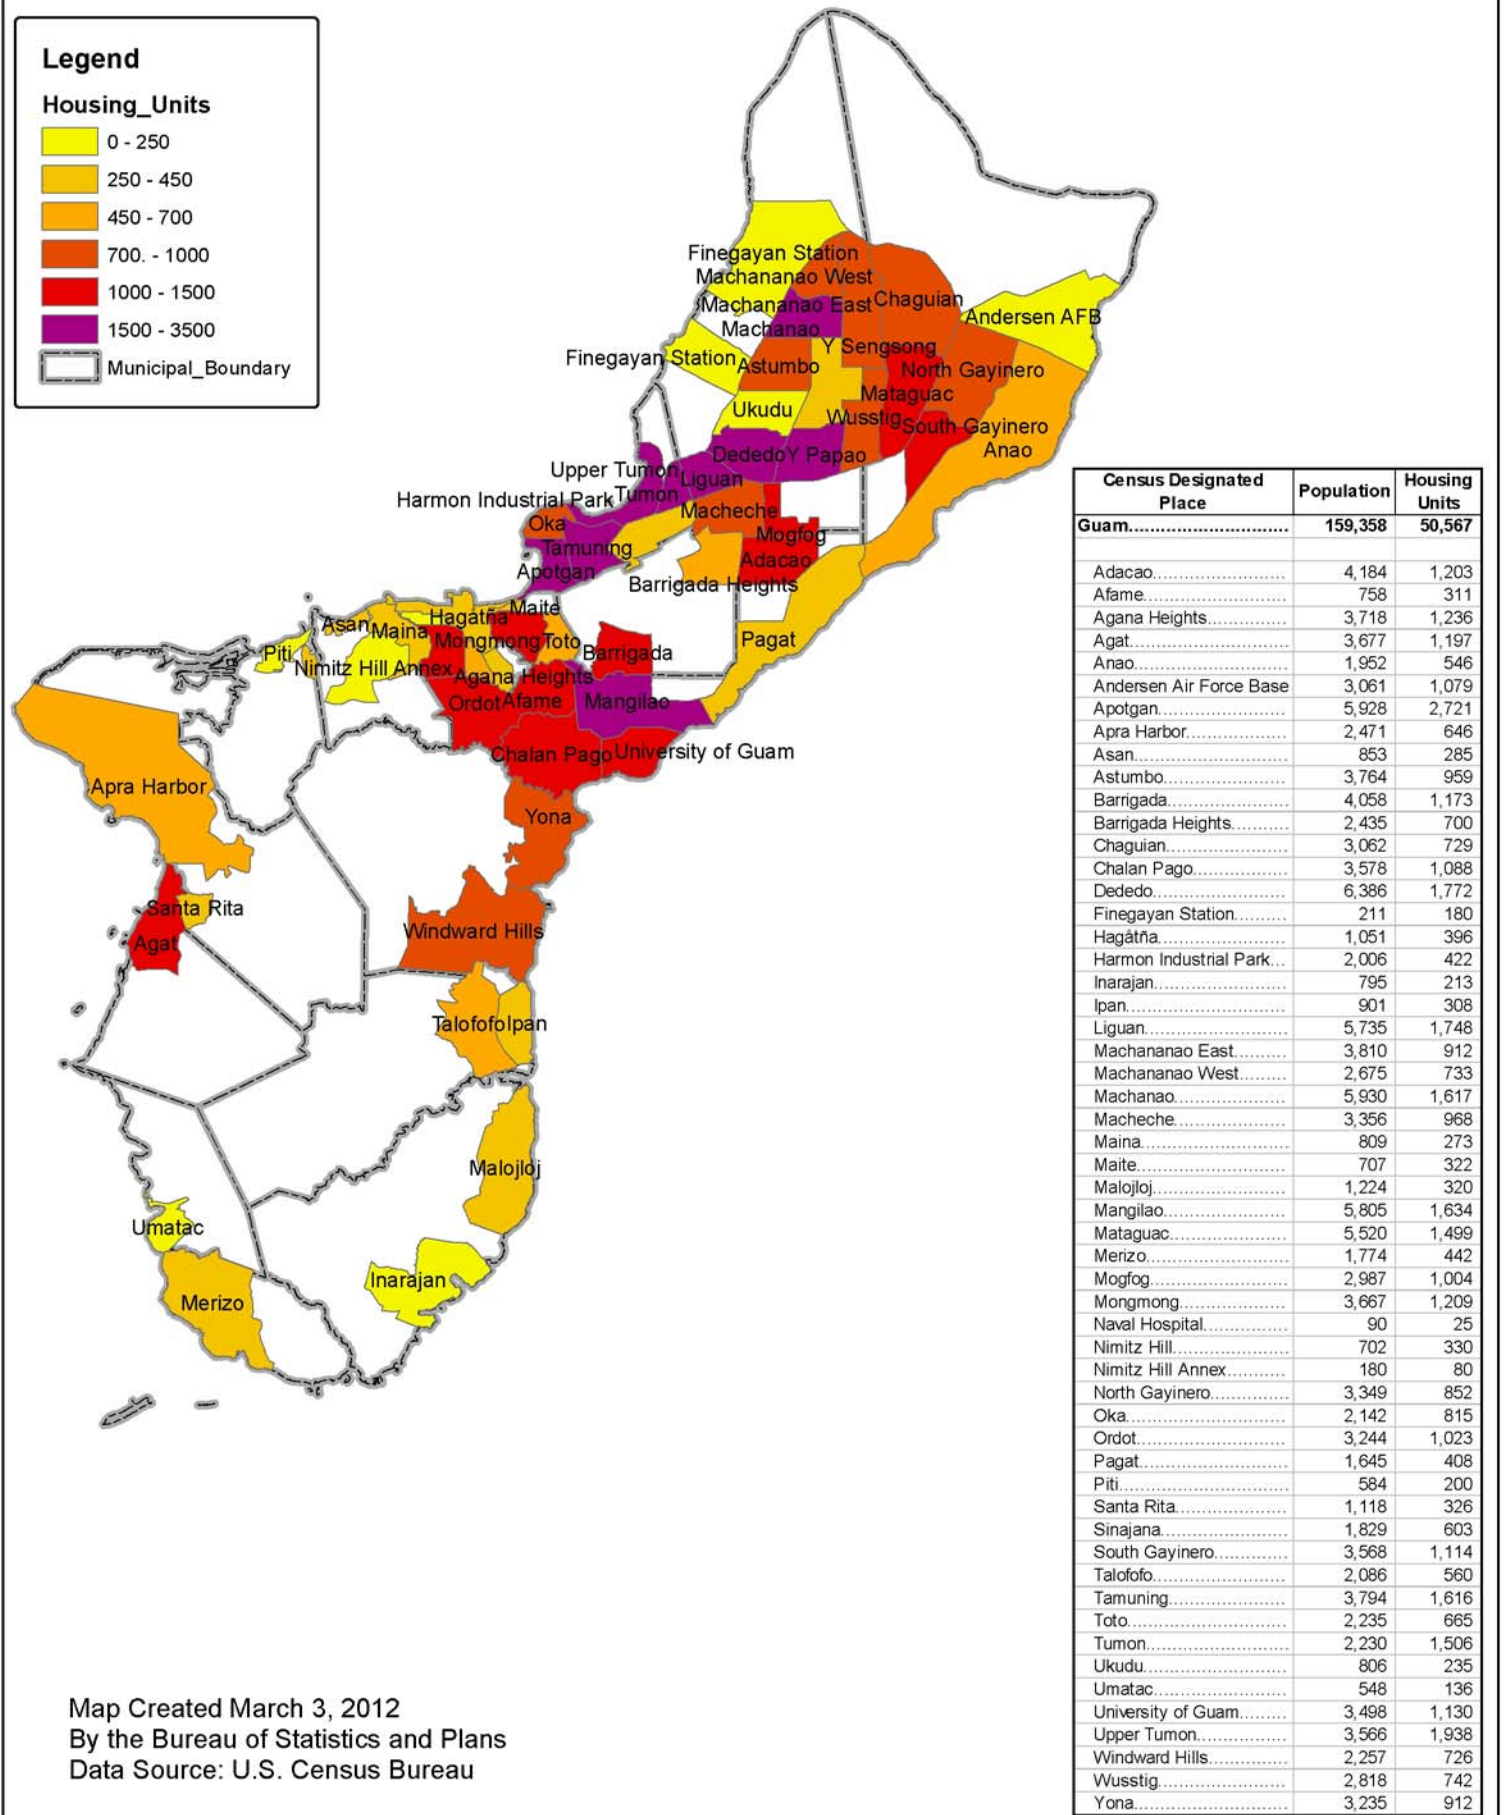 Legend
Housing_Units
0 - 250
250 - 450
450 - 700
700. - 1000
1000 - 1500
1500 - 3500
Municipal_Boundary
Finegayan Station
Machananao West
Machananao East
Chaguian
Machanao
Andersen AFB
Y Sengsong
Finegayan Station
Astumbo
North Gayinero
Mataguac
Ukudu
Wusstig
South Gayinero
Anao
Dededo
Y Papao
Upper Tumon
Liguan
Harmon Industrial Park
Tumon
Macheche
Oka
Mogfog
Tamuning
Adacao
Apotgan
Barrigada Heights
Maite
Hagåtña
Asan
Maina
Mongmong
Toto
Pagat
Piti
Barrigada
Nimitz Hill Annex
Agana Heights
Ordot
Afame
Mangilao
Chalan Pago
University of Guam
Apra Harbor
Yona
Santa Rita
Windward Hills
Agat
Talofofo
Ipan
Malojloj
Umatac
Inarajan
Merizo
Census Designated Place Population Housing Units
Guam............................ 159,358 50,567
Adacao........................ 4,184 1,203
Afame.......................... 758 311
Agana Heights.............. 3,718 1,236
Agat............................. 3,677 1,197
Anao............................ 1,952 546
Andersen Air Force Base 3,061 1,079
Apotgan....................... 5,928 2,721
Apra Harbor.................. 2,471 646
Asan............................ 853 285
Astumbo....................... 3,764 959
Barrigada...................... 4,058 1,173
Barrigada Heights.......... 2,435 700
Chaguian...................... 3,062 729
Chalan Pago................. 3,578 1,088
Dededo........................ 6,386 1,772
Finegayan Station.......... 211 180
Hagåtña....................... 1,051 396
Harmon Industrial Park... 2,006 422
Inarajan........................ 795 213
Ipan............................. 901 308
Liguan.......................... 5,735 1,748
Machananao East.......... 3,810 912
Machananao West......... 2,675 733
Machanao.................... 5,930 1,617
Macheche.................... 3,356 968
Maina........................... 809 273
Maite............................ 707 322
Malojloj........................ 1,224 320
Mangilao...................... 5,805 1,634
Mataguac..................... 5,520 1,499
Merizo.......................... 1,774 442
Mogfog......................... 2,987 1,004
Mongmong................... 3,667 1,209
Naval Hospital............... 90 25
Nimitz Hill..................... 702 330
Nimitz Hill Annex........... 180 80
North Gayinero.............. 3,349 852
Oka.............................. 2,142 815
Ordot........................... 3,244 1,023
Pagat........................... 1,645 408
Piti............................... 584 200
Santa Rita.................... 1,118 326
Sinajana....................... 1,829 603
South Gayinero............. 3,568 1,114
Talofofo........................ 2,086 560
Tamuning..................... 3,794 1,616
Toto............................. 2,235 665
Tumon.......................... 2,230 1,506
Ukudu.......................... 806 235
Umatac........................ 548 136
University of Guam........ 3,498 1,130
Upper Tumon................ 3,566 1,938
Windward Hills.............. 2,257 726
Wusstig........................ 2,818 742
Yona............................ 3,235 912
Map Created March 3, 2012
By the Bureau of Statistics and Plans
Data Source: U.S. Census Bureau